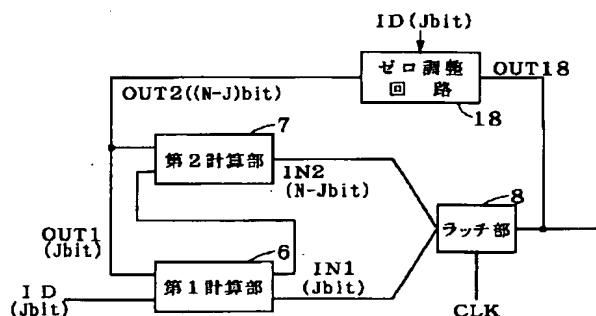 ID(Jbit)
ゼロ調整
回 路
OUT18
18
OUT2((N-J)bit)
7
第2計算部
IN2
(N-Jbit)
8
ラッチ部
OUT1
(Jbit)
6
第1計算部
IN1
(Jbit)
ID
(Jbit)
CLK